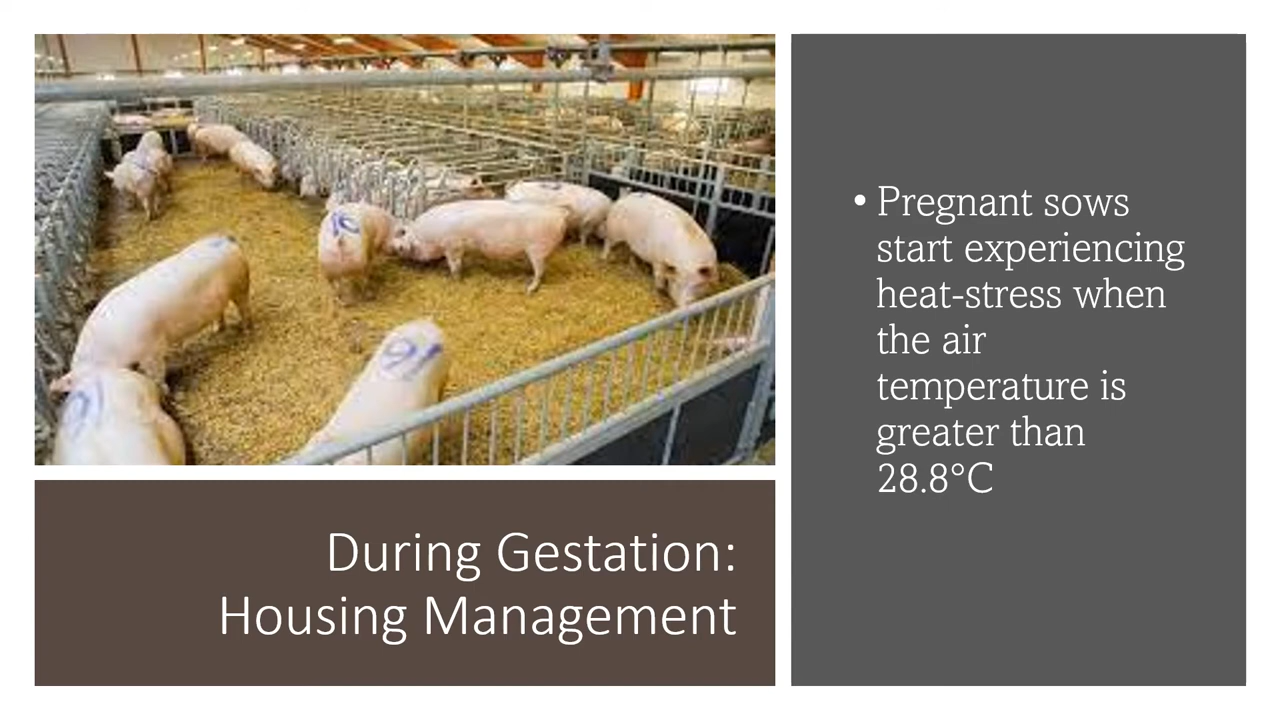 During Gestation:
Housing Management
• Pregnant sows
start experiencing
heat-stress when
the air
temperature is
greater than
28.8°C